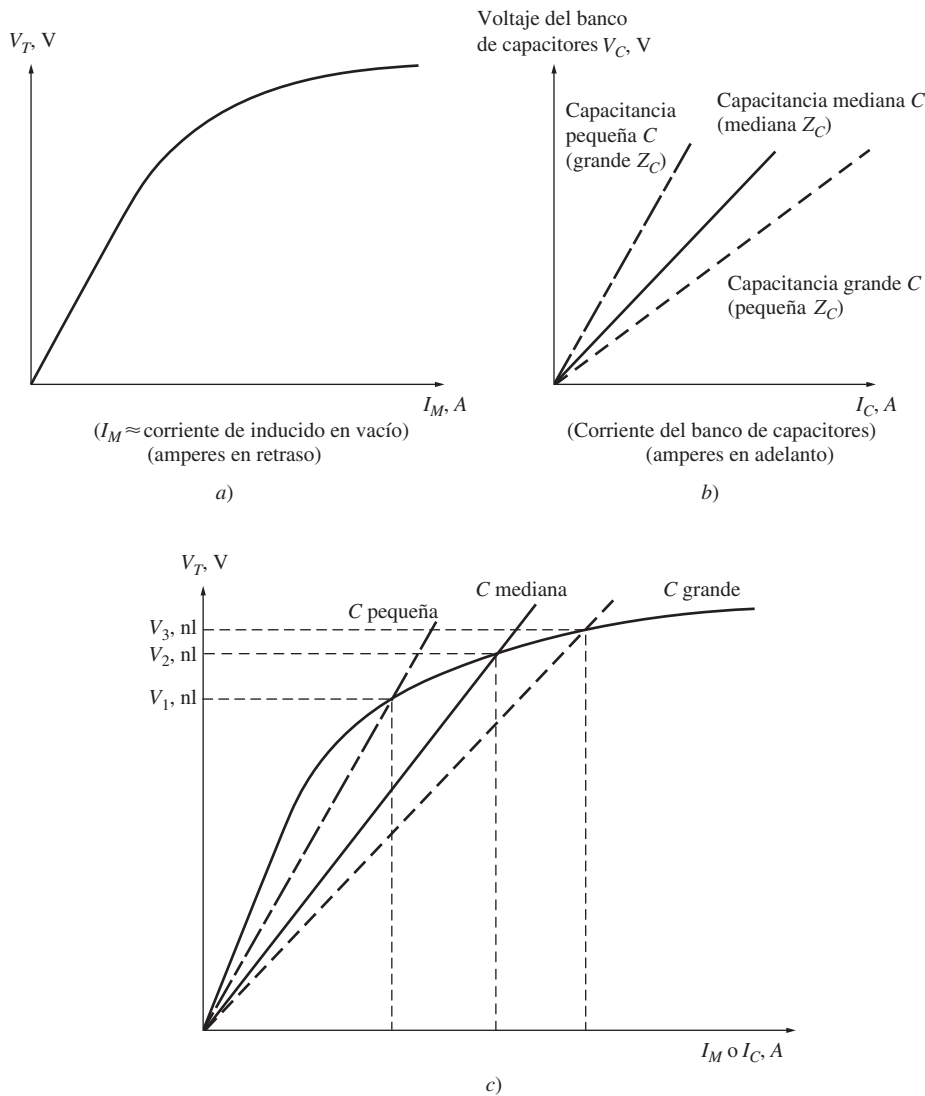 V_T, V
I_M, A
(I_M ≈ corriente de inducido en vacío)
(amperes en retraso)
a)
Voltaje del banco
de capacitores V_C, V
Capacitancia
pequeña C
(grande Z_C)
Capacitancia mediana C
(mediana Z_C)
Capacitancia grande C
(pequeña Z_C)
I_C, A
(Corriente del banco de capacitores)
(amperes en adelanto)
b)
V_T, V
C pequeña
C mediana
C grande
V_3, nl
V_2, nl
V_1, nl
I_M o I_C, A
c)